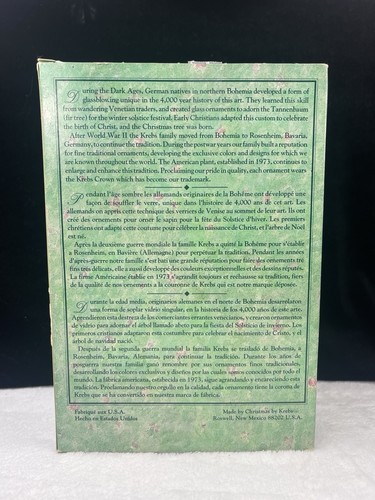 During the Dark Ages, German natives in northern Bohemia developed a form of
glassblowing unique in the 4,000 year history of this art. They learned this skill
from wandering Venetian traders, and created glass ornaments to adorn the Tannenbaum
(fir tree) for the winter solstice festival. Early Christians adapted this custom to celebrate
the birth of Christ, and the Christmas tree was born.
After World War II the Krebs family moved from Bohemia to Rosenheim, Bavaria,
Germany, to continue the tradition. During the postwar years our family built a reputation
for fine traditional ornaments, developing the exclusive colors and designs for which we
are known throughout the world. The American plant, established in 1973, continues to
enlarge and enhance this tradition. Proclaiming our pride in quality, each ornament wears
the Krebs Crown which has become our trademark.
Pendant l'âge sombre les allemands originaires de la Bohême ont développé une
façon de souffler le verre, unique dans l'histoire de 4,000 ans de cet art. Les
allemands on appris cette technique des verriers de Venise au sommet de leur art. Ils ont
créé des ornements pour orner le sapin pour la fête du Solstice d'hiver. Les premiers
chrétiens ont adapté cette coutume pour célébrer la naissance de Christ, et l'arbre de Noël
est né.
Après la deuxième guerre mondiale la famille Krebs a quitté la Bohême pour s'établir
a Rosenheim, en Bavière (Allemagne) pour perpetuer la tradition. Pendant les années
d'après-guerre notre famille s'est bati une grande réputation pour faire des ornements
fins très délicats, elle a aussi développé des couleurs exceptionnelles et des dessins réputés.
La firme Américaine établie en 1973 s'agrandit toujours et rehausse sa tradition, fiers
de la qualité de nos ornements a la couronne de Krebs qui est notre marque déposée.
Durante la edad media, originarios alemanes en el norte de Bohemia desarrolaron
una forma de soplar vidrio singular, en la historia de los 4,000 años de este arte.
Aprendieron esta destreza de los comerciantes errantes venecianos, y crearon ornamentos
de vidrio para adornar el árbol llamado abeto para la fiesta del Solsticio de invierno. Los
primeros cristianos adaptaron esta costumbre para celebrar el nacimiento de Cristo, y el
árbol de navidad nació.
Después de la segunda guerra mundial la familia Krebs se trasladó de Bohemia, a
Rosenheim, Bavaria, Alemania, para continuar la tradición. Durante los años de
posguerra nuestra familia ganó renombre por sus ornamentos finos tradicionales,
desarrollando los colores exclusivos y diseños por las cuales somos conocidos por todo el
mundo. La fábrica americana, establecida en 1973, sigue agrandando y enareciendo esta
tradición. Proclamando nuestro orgullo en la calidad, cada ornamento tiene la corona de
Krebs que se ha convertido en nuestra marca de fábrica.
Fabriqué aux U.S.A.
Hecho en Estados Unidos
Made by Christmas by Krebs®
Roswell, New Mexico 88202 U.S.A.